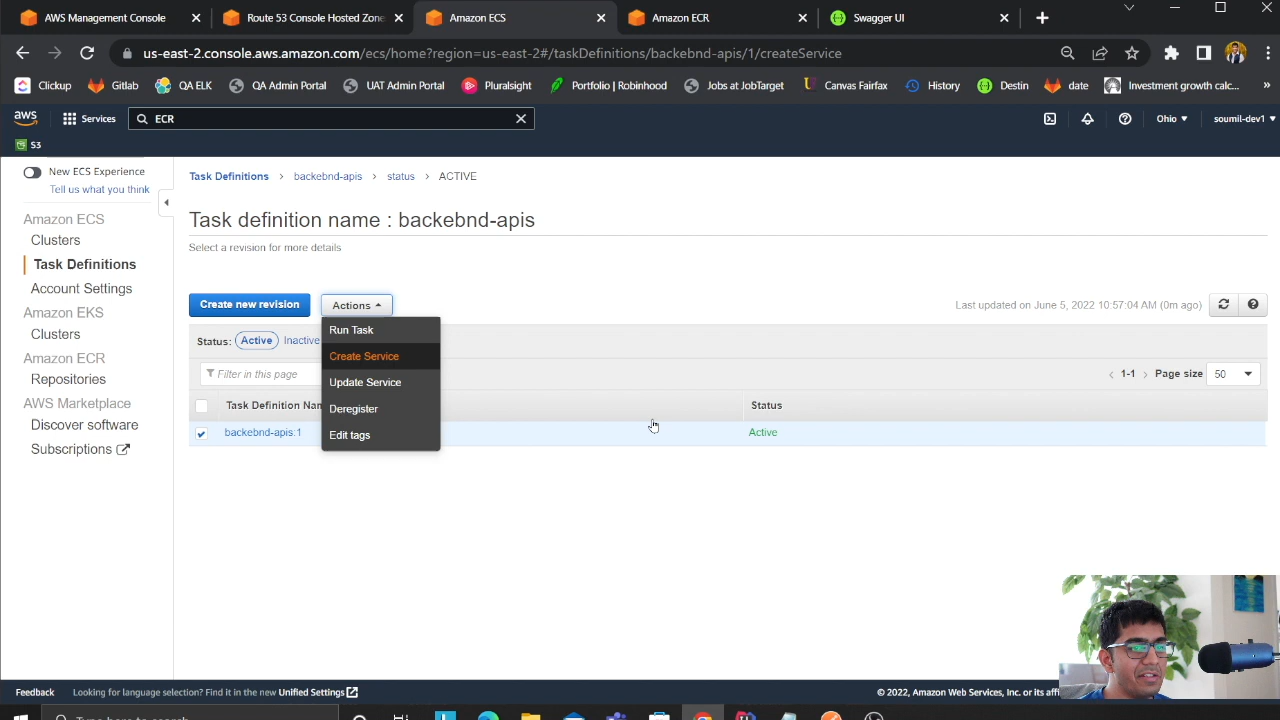 AWS Management Console
Route 53 Console Hosted Zone
Amazon ECS
Amazon ECR
Swagger UI
us-east-2.console.aws.amazon.com/ecs/home?region=us-east-2#/taskDefinitions/backebnd-apis/1/createService
Clickup
Gitlab
QA ELK
QA Admin Portal
UAT Admin Portal
Pluralsight
Portfolio | Robinhood
Jobs at JobTarget
Canvas Fairfax
History
Destin
date
Investment growth calc...
»
aws
Services
ECR
Ohio
soumil-dev1
S3
New ECS Experience
Tell us what you think
Amazon ECS
Clusters
Task Definitions
Account Settings
Amazon EKS
Clusters
Amazon ECR
Repositories
AWS Marketplace
Discover software
Subscriptions
Task Definitions > backebnd-apis > status > ACTIVE
Task definition name : backebnd-apis
Select a revision for more details
Create new revision
Actions
Last updated on June 5, 2022 10:57:04 AM (0m ago)
Run Task
Create Service
Update Service
Deregister
Edit tags
Status: Active Inactive
Filter in this page
< 1-1 > Page size 50
Task Definition Nam
Status
backebnd-apis:1
Active
Feedback
Looking for language selection? Find it in the new Unified Settings
© 2022, Amazon Web Services, Inc. or its affi